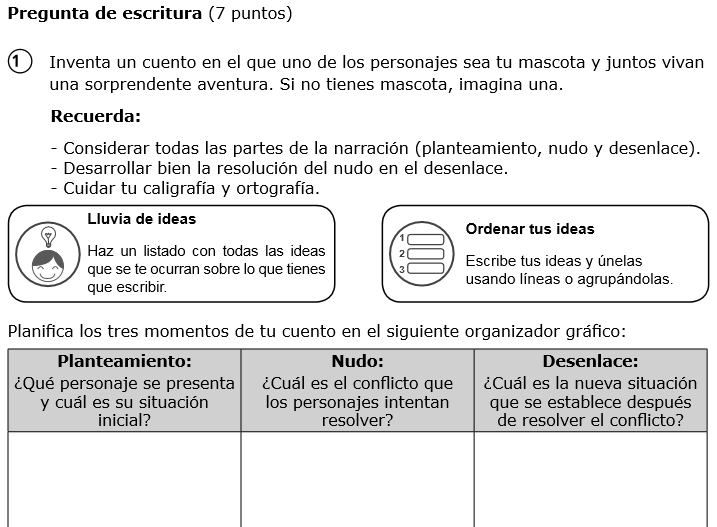 Pregunta de escritura (7 puntos)
1 Inventa un cuento en el que uno de los personajes sea tu mascota y juntos vivan
una sorprendente aventura. Si no tienes mascota, imagina una.
Recuerda:
- Considerar todas las partes de la narración (planteamiento, nudo y desenlace).
- Desarrollar bien la resolución del nudo en el desenlace.
- Cuidar tu caligrafía y ortografía.
Lluvia de ideas
Haz un listado con todas las ideas
que se te ocurran sobre lo que tienes
que escribir.
1
2
3
Ordenar tus ideas
Escribe tus ideas y únelas
usando líneas o agrupándolas.
Planifica los tres momentos de tu cuento en el siguiente organizador gráfico:
Planteamiento:
¿Qué personaje se presenta
y cuál es su situación
inicial?
Nudo:
¿Cuál es el conflicto que
los personajes intentan
resolver?
Desenlace:
¿Cuál es la nueva situación
que se establece después
de resolver el conflicto?